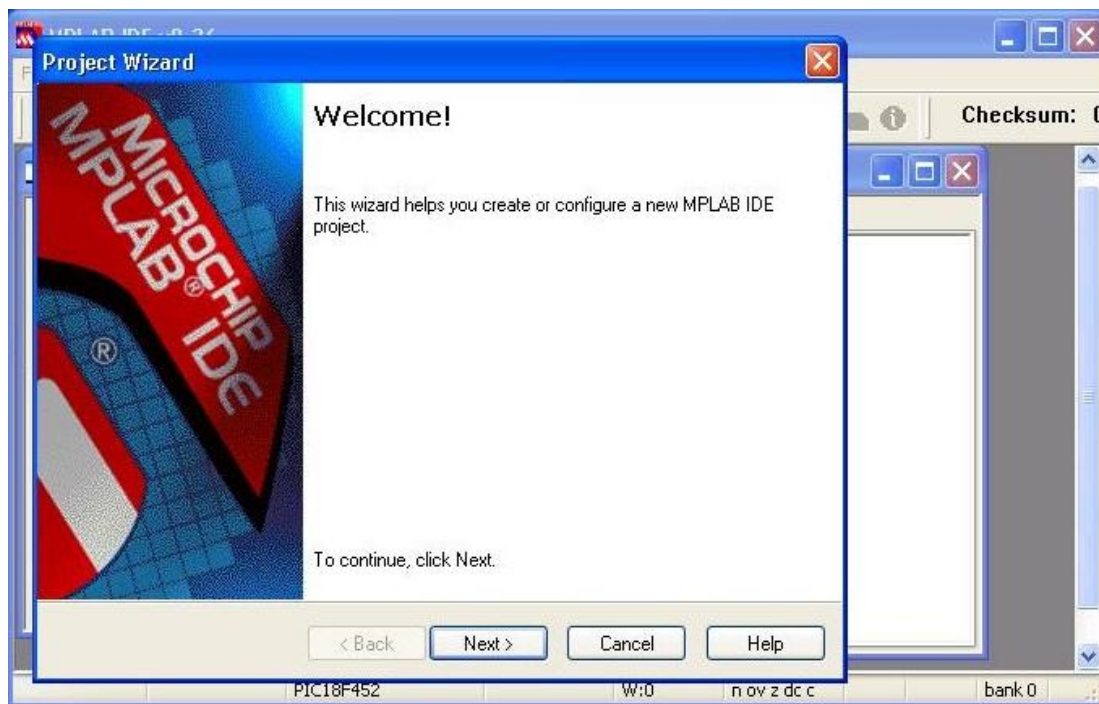 Project Wizard
Checksum:
MICROCHIP
MPLAB® IDE
®
Welcome!
This wizard helps you create or configure a new MPLAB IDE
project.
To continue, click Next.
< Back
Next >
Cancel
Help
PIC18F452
W:0
n ov z dc c
bank 0